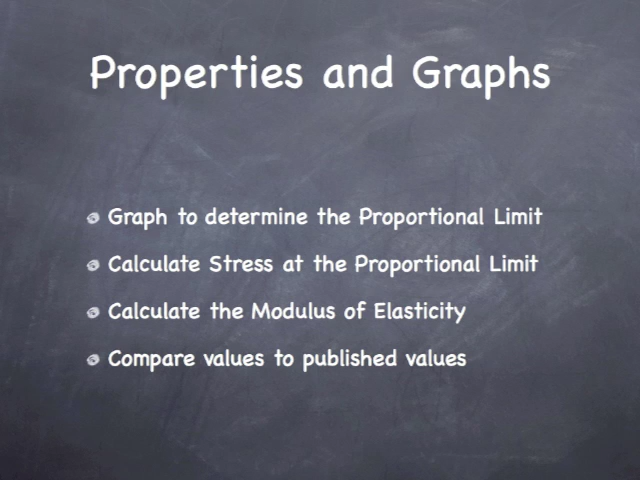 Properties and Graphs
Graph to determine the Proportional Limit
Calculate Stress at the Proportional Limit
Calculate the Modulus of Elasticity
Compare values to published values